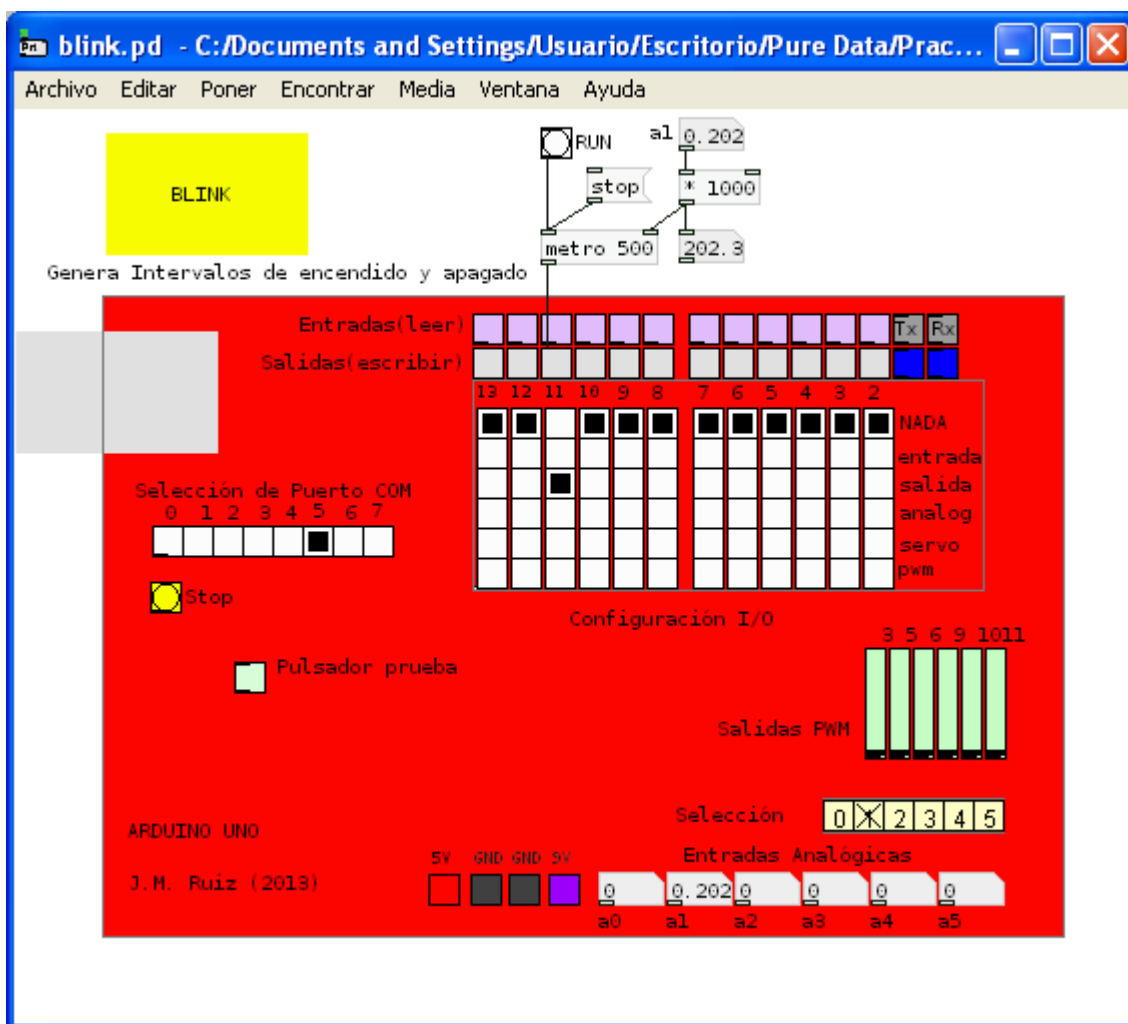 blink.pd - C:/Documents and Settings/Usuario/Escritorio/Pure Data/Prac...
Archivo Editar Poner Encontrar Media Ventana Ayuda
RUN
a1 0.202
BLINK
stop
* 1000
metro 500
202.3
Genera Intervalos de encendido y apagado
Entradas(leer)
Tx Rx
Salidas(escribir)
13 12 11 10 9 8 7 6 5 4 3 2
NADA
entrada
salida
analog
servo
pwm
Selección de Puerto COM
0 1 2 3 4 5 6 7
Stop
Configuración I/O
3 5 6 9 1011
Pulsador prueba
Salidas PWM
Selección
0 2 3 4 5
ARDUINO UNO
5V GND GND 9V
Entradas Analógicas
J.M. Ruiz (2013)
0 0.202 0 0 0 0
a0 a1 a2 a3 a4 a5